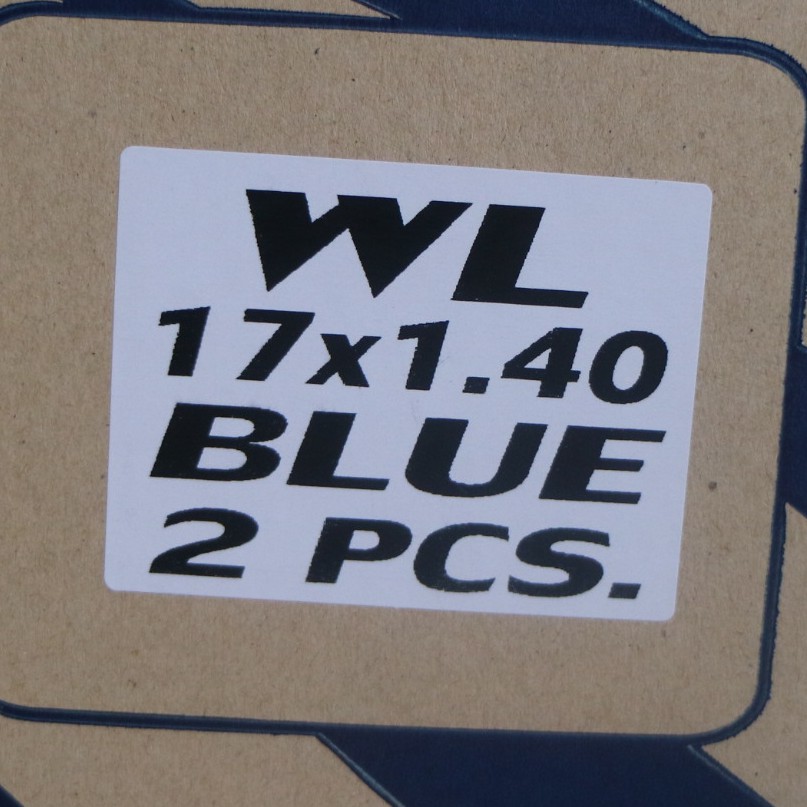 WL
17x1.40
BLUE
2 PCS.